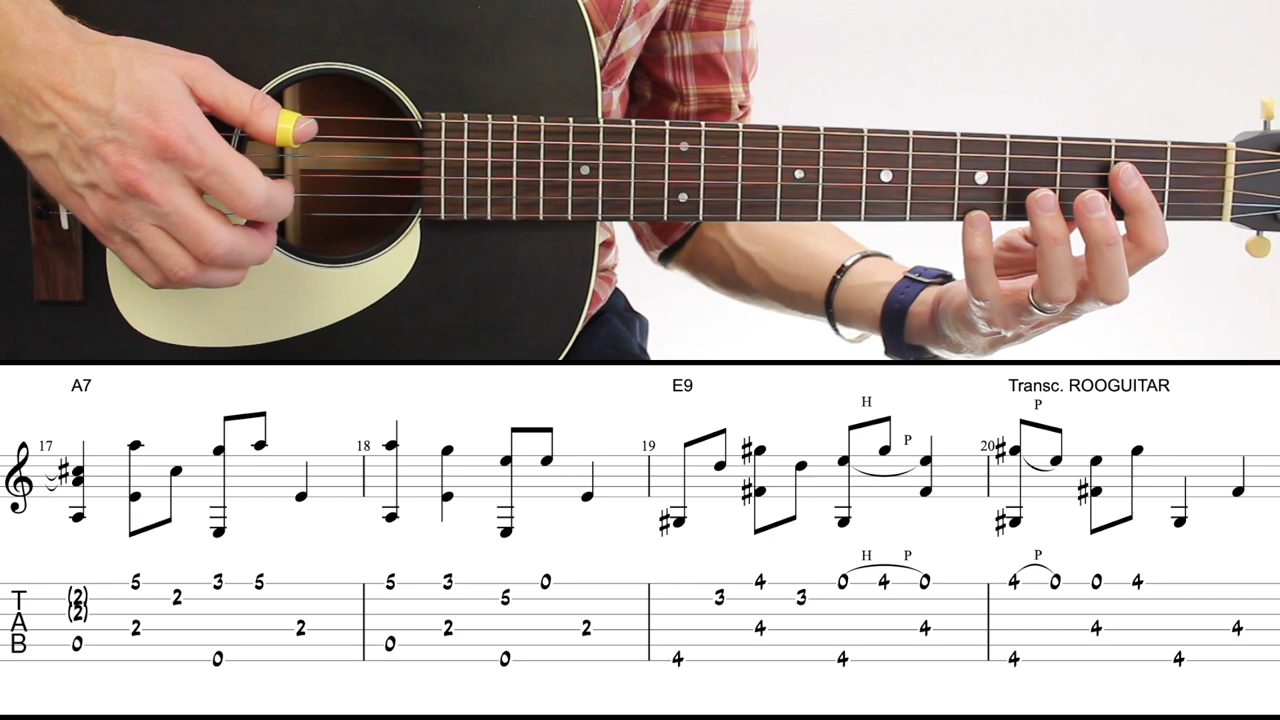 A7 E9 Transc. ROOGUITAR
H P
17 18 19 P 20
H P P
5 3 5 5 3 0 4 0 4 0 4 0 0 4
T (2) 2 5 3 3
(2)
A 2 2 2 2 4 4 4 4
B 0 0
0 0 4 4 4 4